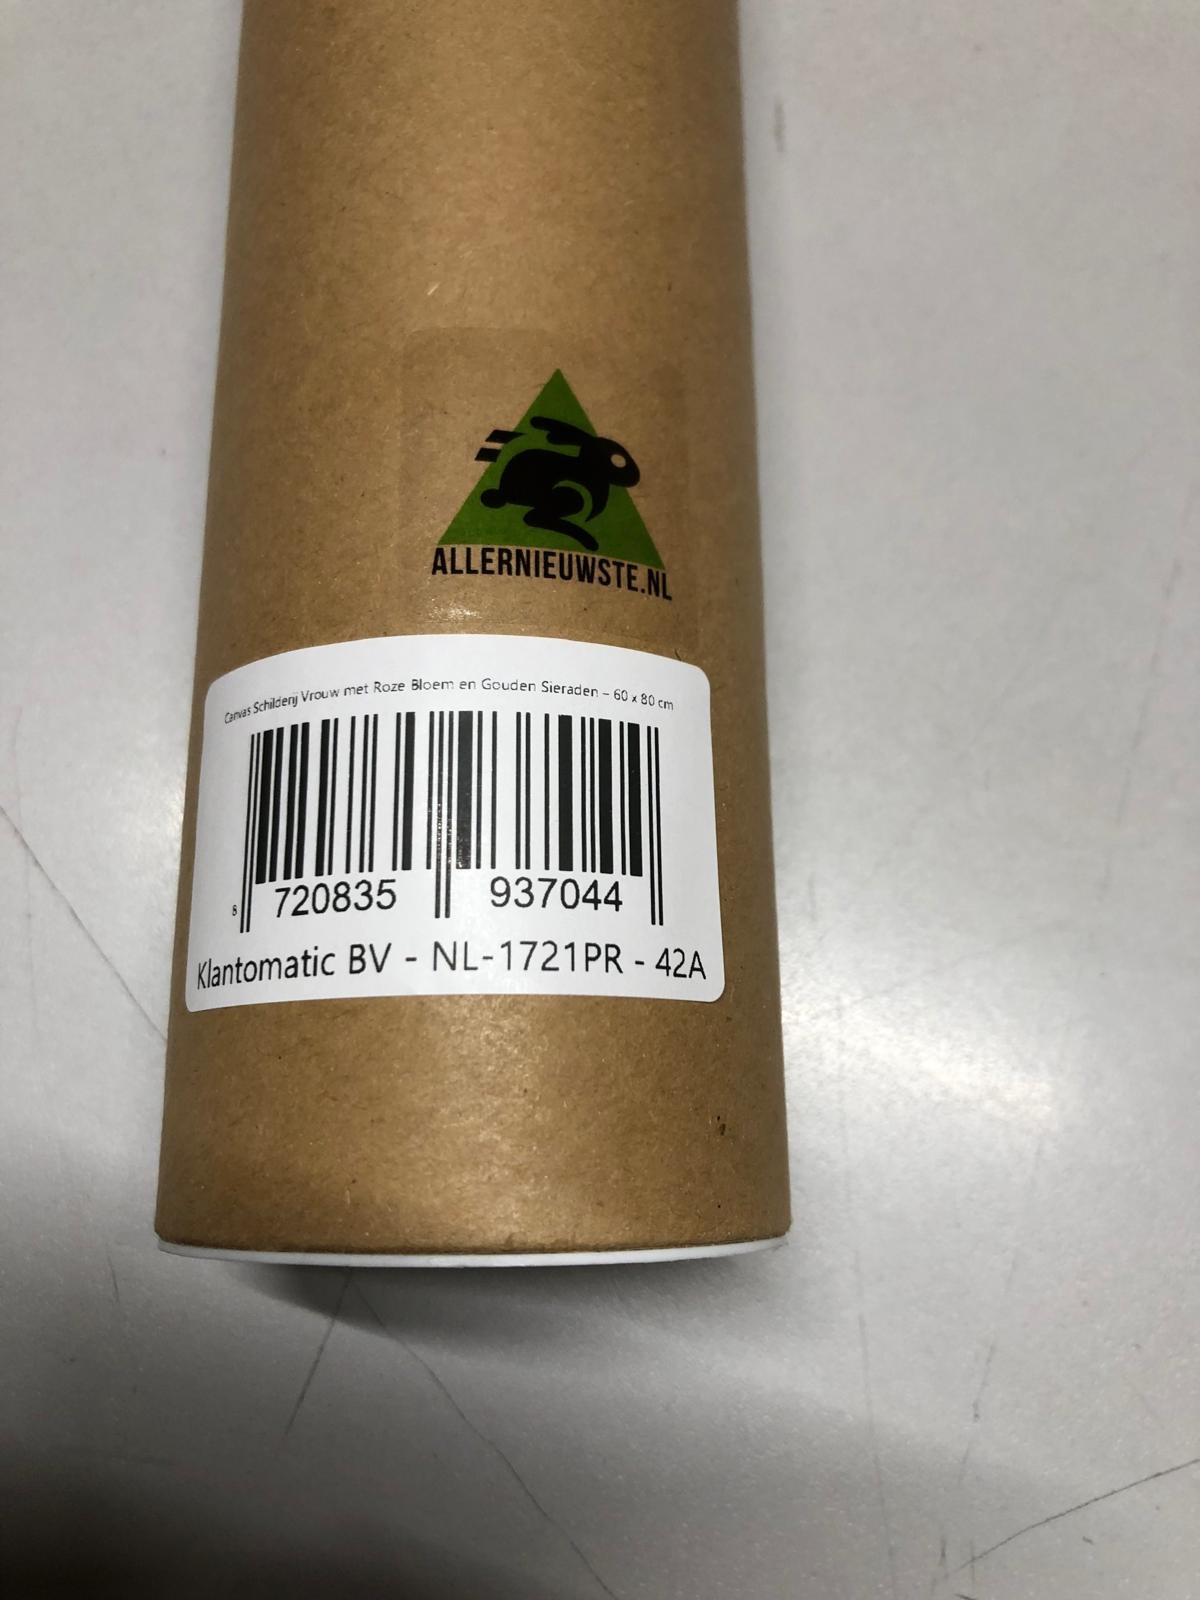 ALLERNIEUWSTE.NL
Canvas Schilderij Vrouw met Roze Bloem en Gouden Sieraden – 60 x 80 cm
8 720835 937044
Klantomatic BV - NL-1721PR - 42A